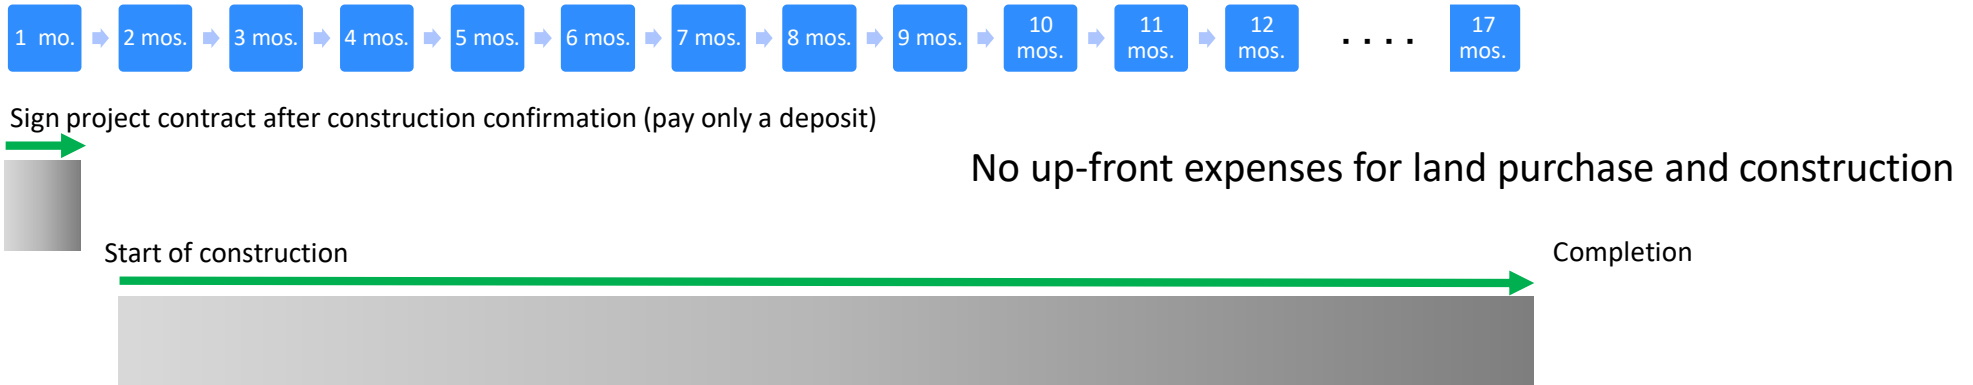 1 mo.
2 mos.
3 mos.
4 mos.
5 mos.
6 mos.
7 mos.
8 mos.
9 mos.
10
mos.
11
mos.
12
mos.
. . . .
17
mos.
Sign project contract after construction confirmation (pay only a deposit)
No up-front expenses for land purchase and construction
Start of construction
Completion